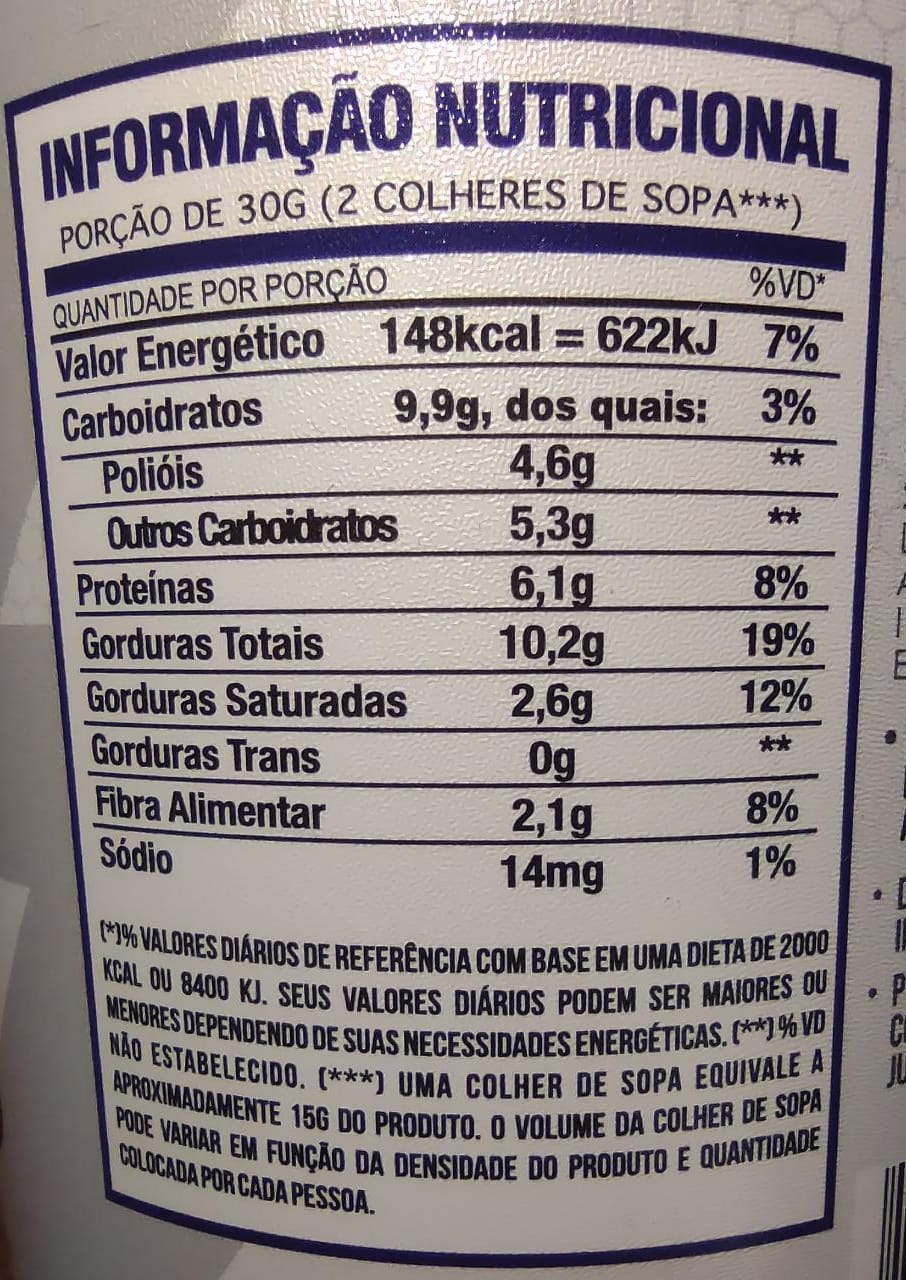 INFORMAÇÃO NUTRICIONAL
PORÇÃO DE 30G (2 COLHERES DE SOPA***)
QUANTIDADE POR PORÇÃO %VD*
Valor Energético 148kcal = 622kJ 7%
Carboidratos 9,9g, dos quais: 3%
Polióis 4,6g **
Outros Carboidratos 5,3g **
Proteínas 6,1g 8%
Gorduras Totais 10,2g 19%
Gorduras Saturadas 2,6g 12%
Gorduras Trans 0g **
Fibra Alimentar 2,1g 8%
Sódio 14mg 1%
(*)% VALORES DIÁRIOS DE REFERÊNCIA COM BASE EM UMA DIETA DE 2000
KCAL OU 8400 KJ. SEUS VALORES DIÁRIOS PODEM SER MAIORES OU
MENORES DEPENDENDO DE SUAS NECESSIDADES ENERGÉTICAS. (**) % VD
NÃO ESTABELECIDO. (***) UMA COLHER DE SOPA EQUIVALE A
APROXIMADAMENTE 15G DO PRODUTO. O VOLUME DA COLHER DE SOPA
PODE VARIAR EM FUNÇÃO DA DENSIDADE DO PRODUTO E QUANTIDADE
COLOCADA POR CADA PESSOA.